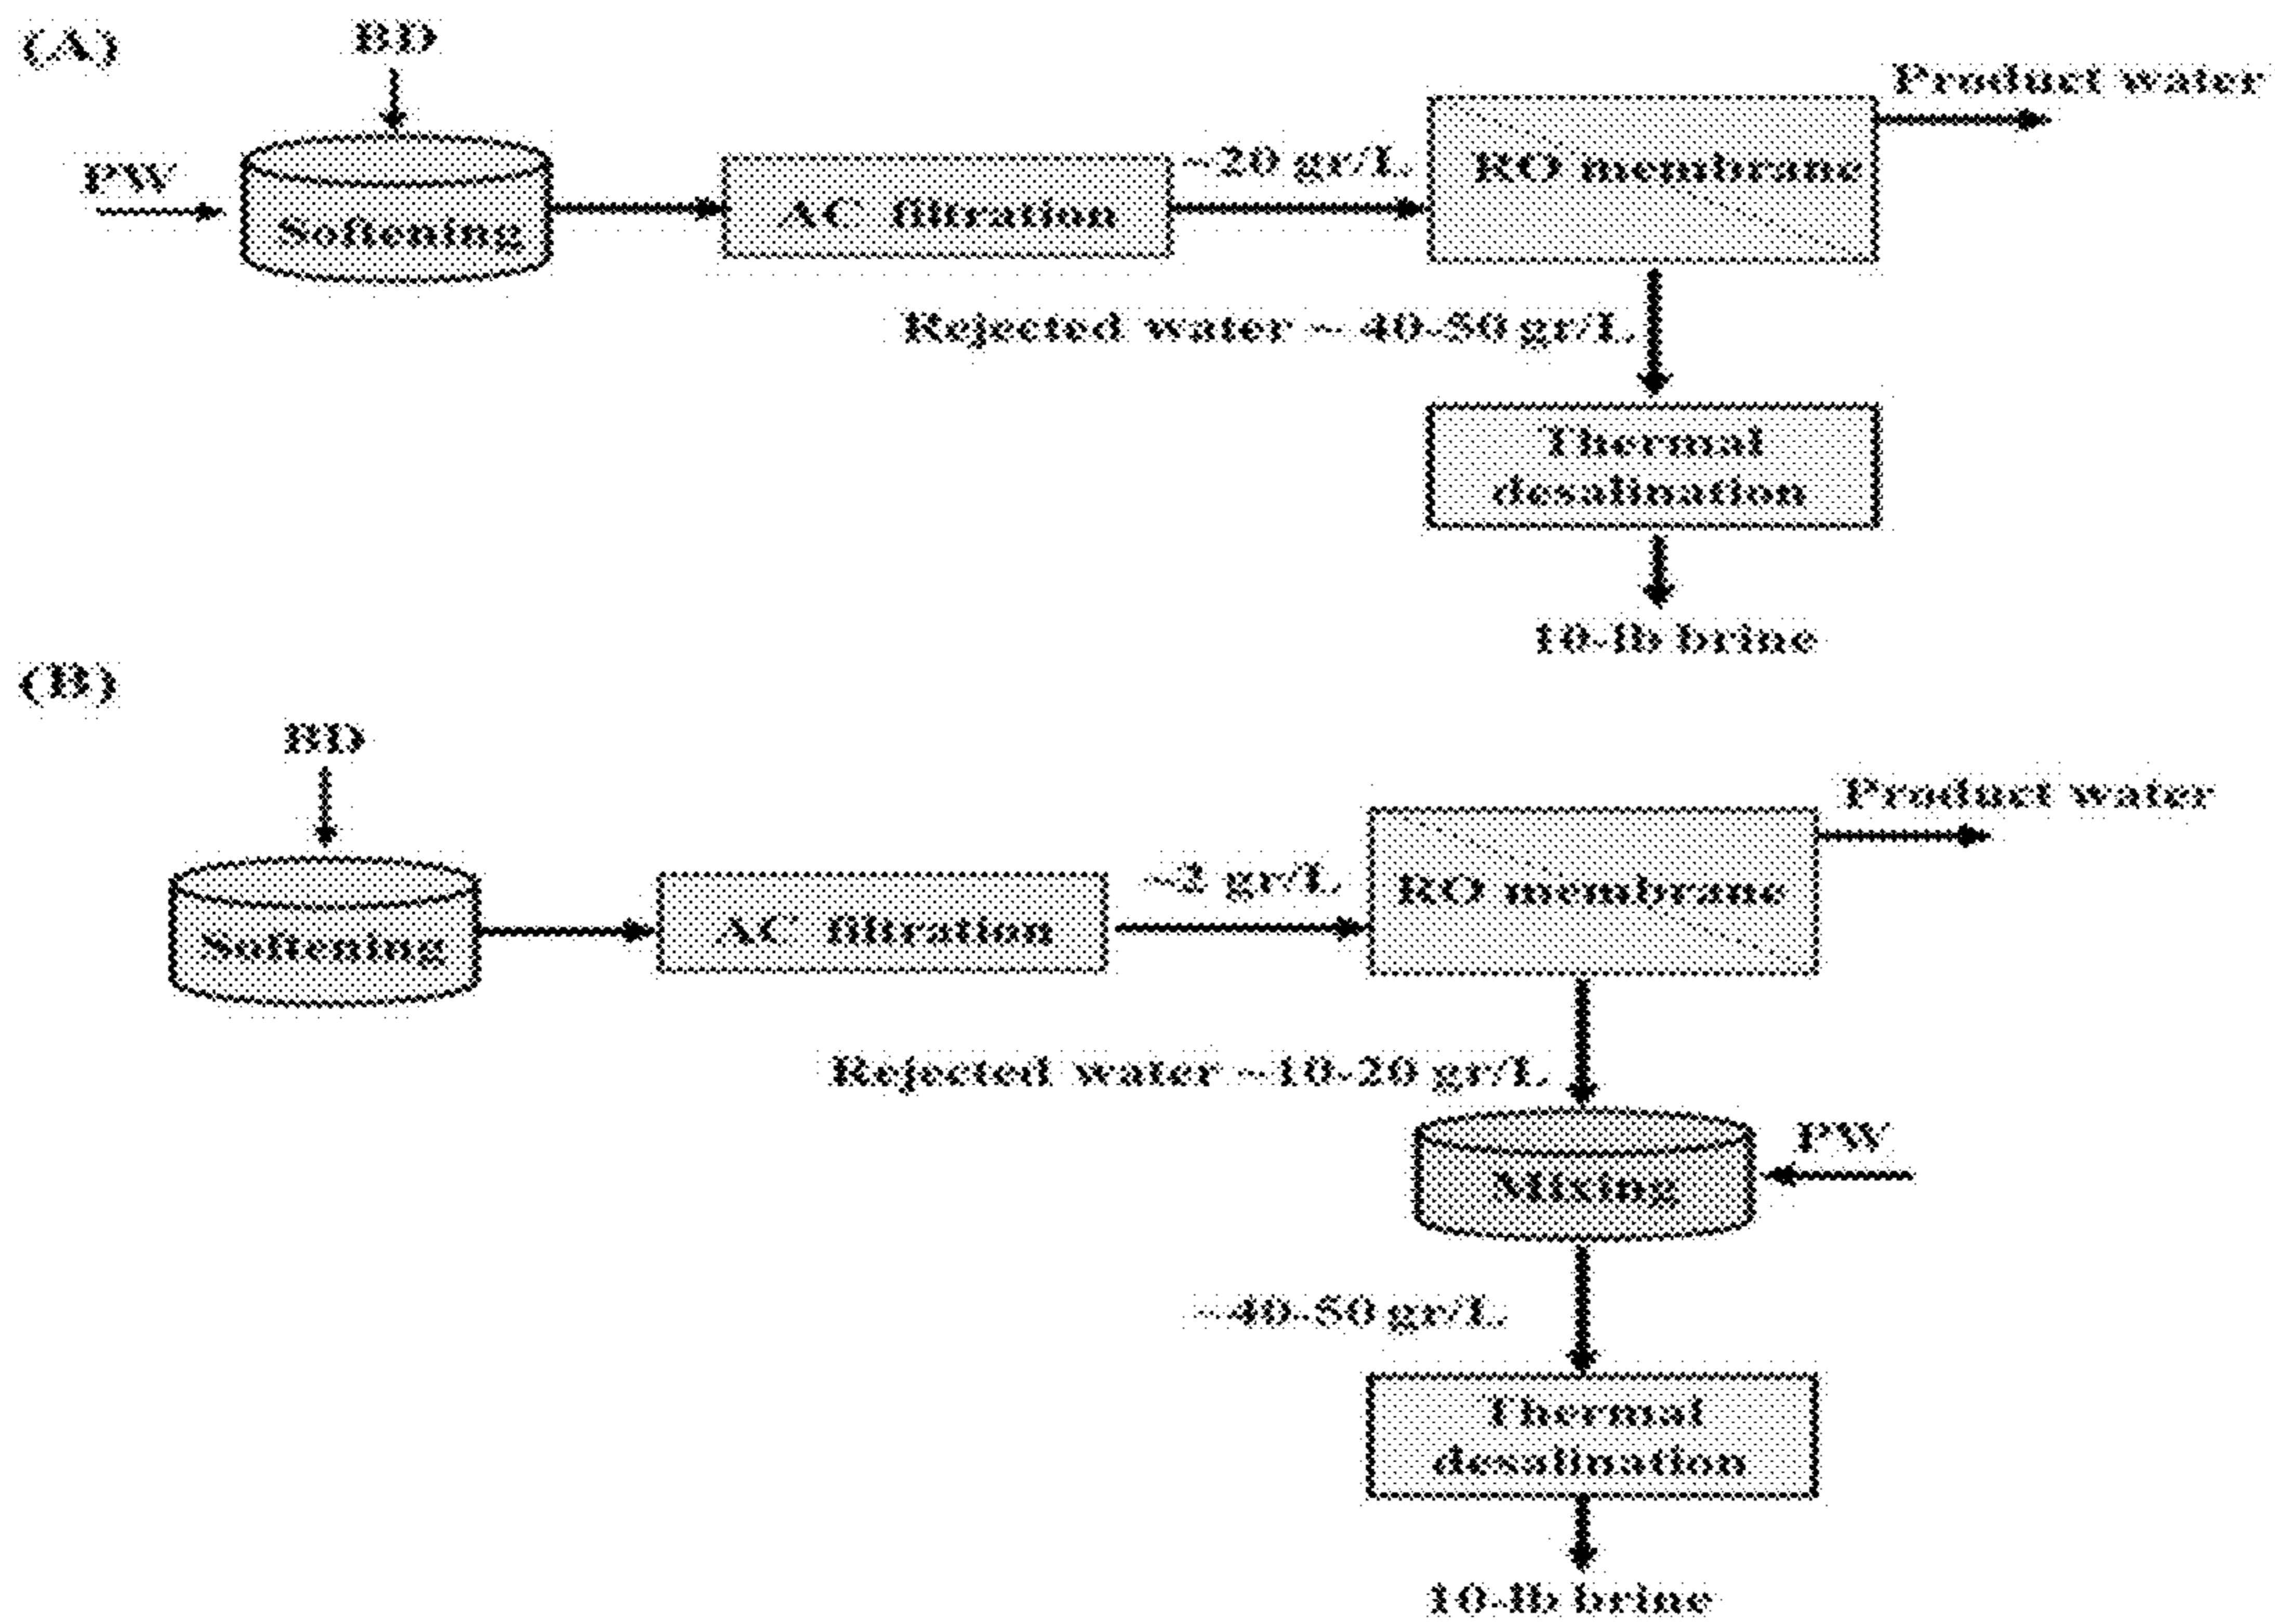 (A)
BD
Product water
PW
Softening
AC filtration
~20 gr/L
RO membrane
Rejected water ~ 40-50 gr/L
Thermal
desalination
10-lb brine
(B)
BD
Product water
Softening
AC filtration
~2 gr/L
RO membrane
Rejected water ~10-20 gr/L
PW
Mixing
~40-50 gr/L
Thermal
desalination
10-lb brine